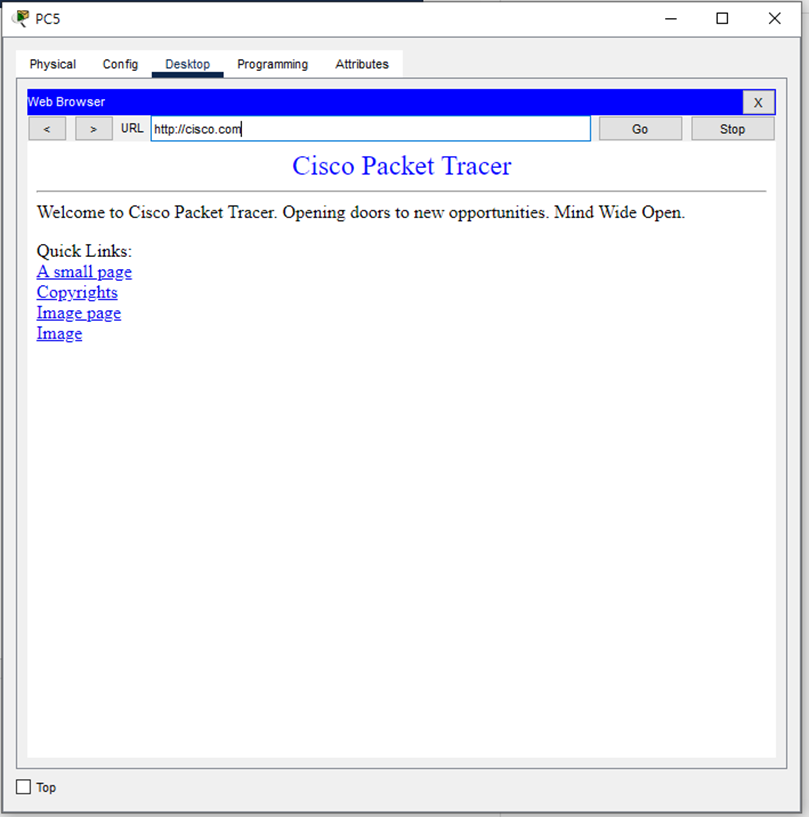 PC5
Physical Config Desktop Programming Attributes
Web Browser X
< > URL http://cisco.com Go Stop
Cisco Packet Tracer
Welcome to Cisco Packet Tracer. Opening doors to new opportunities. Mind Wide Open.
Quick Links:
A small page
Copyrights
Image page
Image
Top